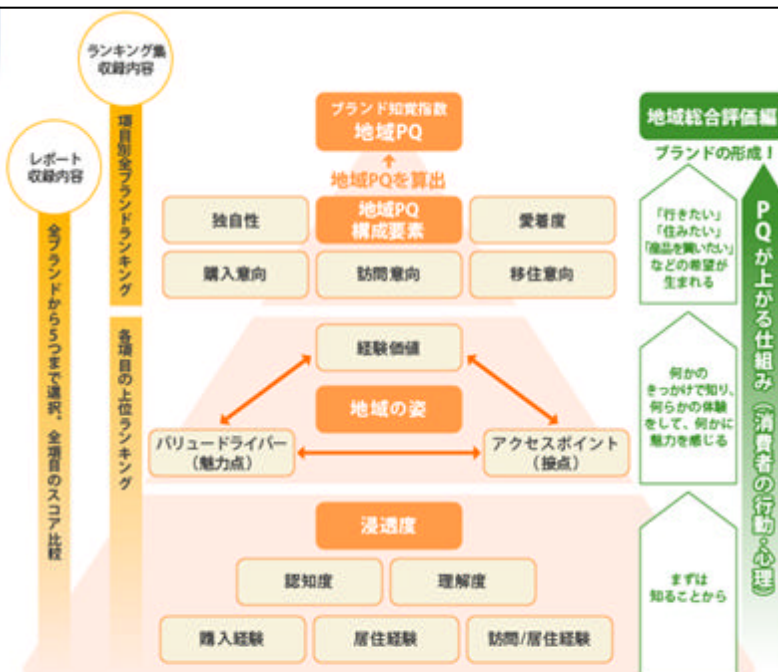 ランキング集
収録内容
レポート
収録内容
項目別全ブランドランキング
各項目の上位ランキング
全ブランドから5つまで選択。全項目のスコア比較
ブランド知覚指数
地域PQ
↑
地域PQを算出
独自性
地域PQ
構成要素
愛着度
購入意向
訪問意向
移住意向
経験価値
地域の姿
バリュードライバー
（魅力点）
アクセスポイント
（接点）
浸透度
認知度
理解度
購入経験
居住経験
訪問/居住経験
地域総合評価編
ブランドの形成！
「行きたい」
「住みたい」
「産品を買いたい」
などの希望が
生まれる
何かの
きっかけで知り、
何らかの体験
をして、何かに
魅力を感じる
まずは
知ることから
PQが上がる仕組み（消費者の行動・心理）